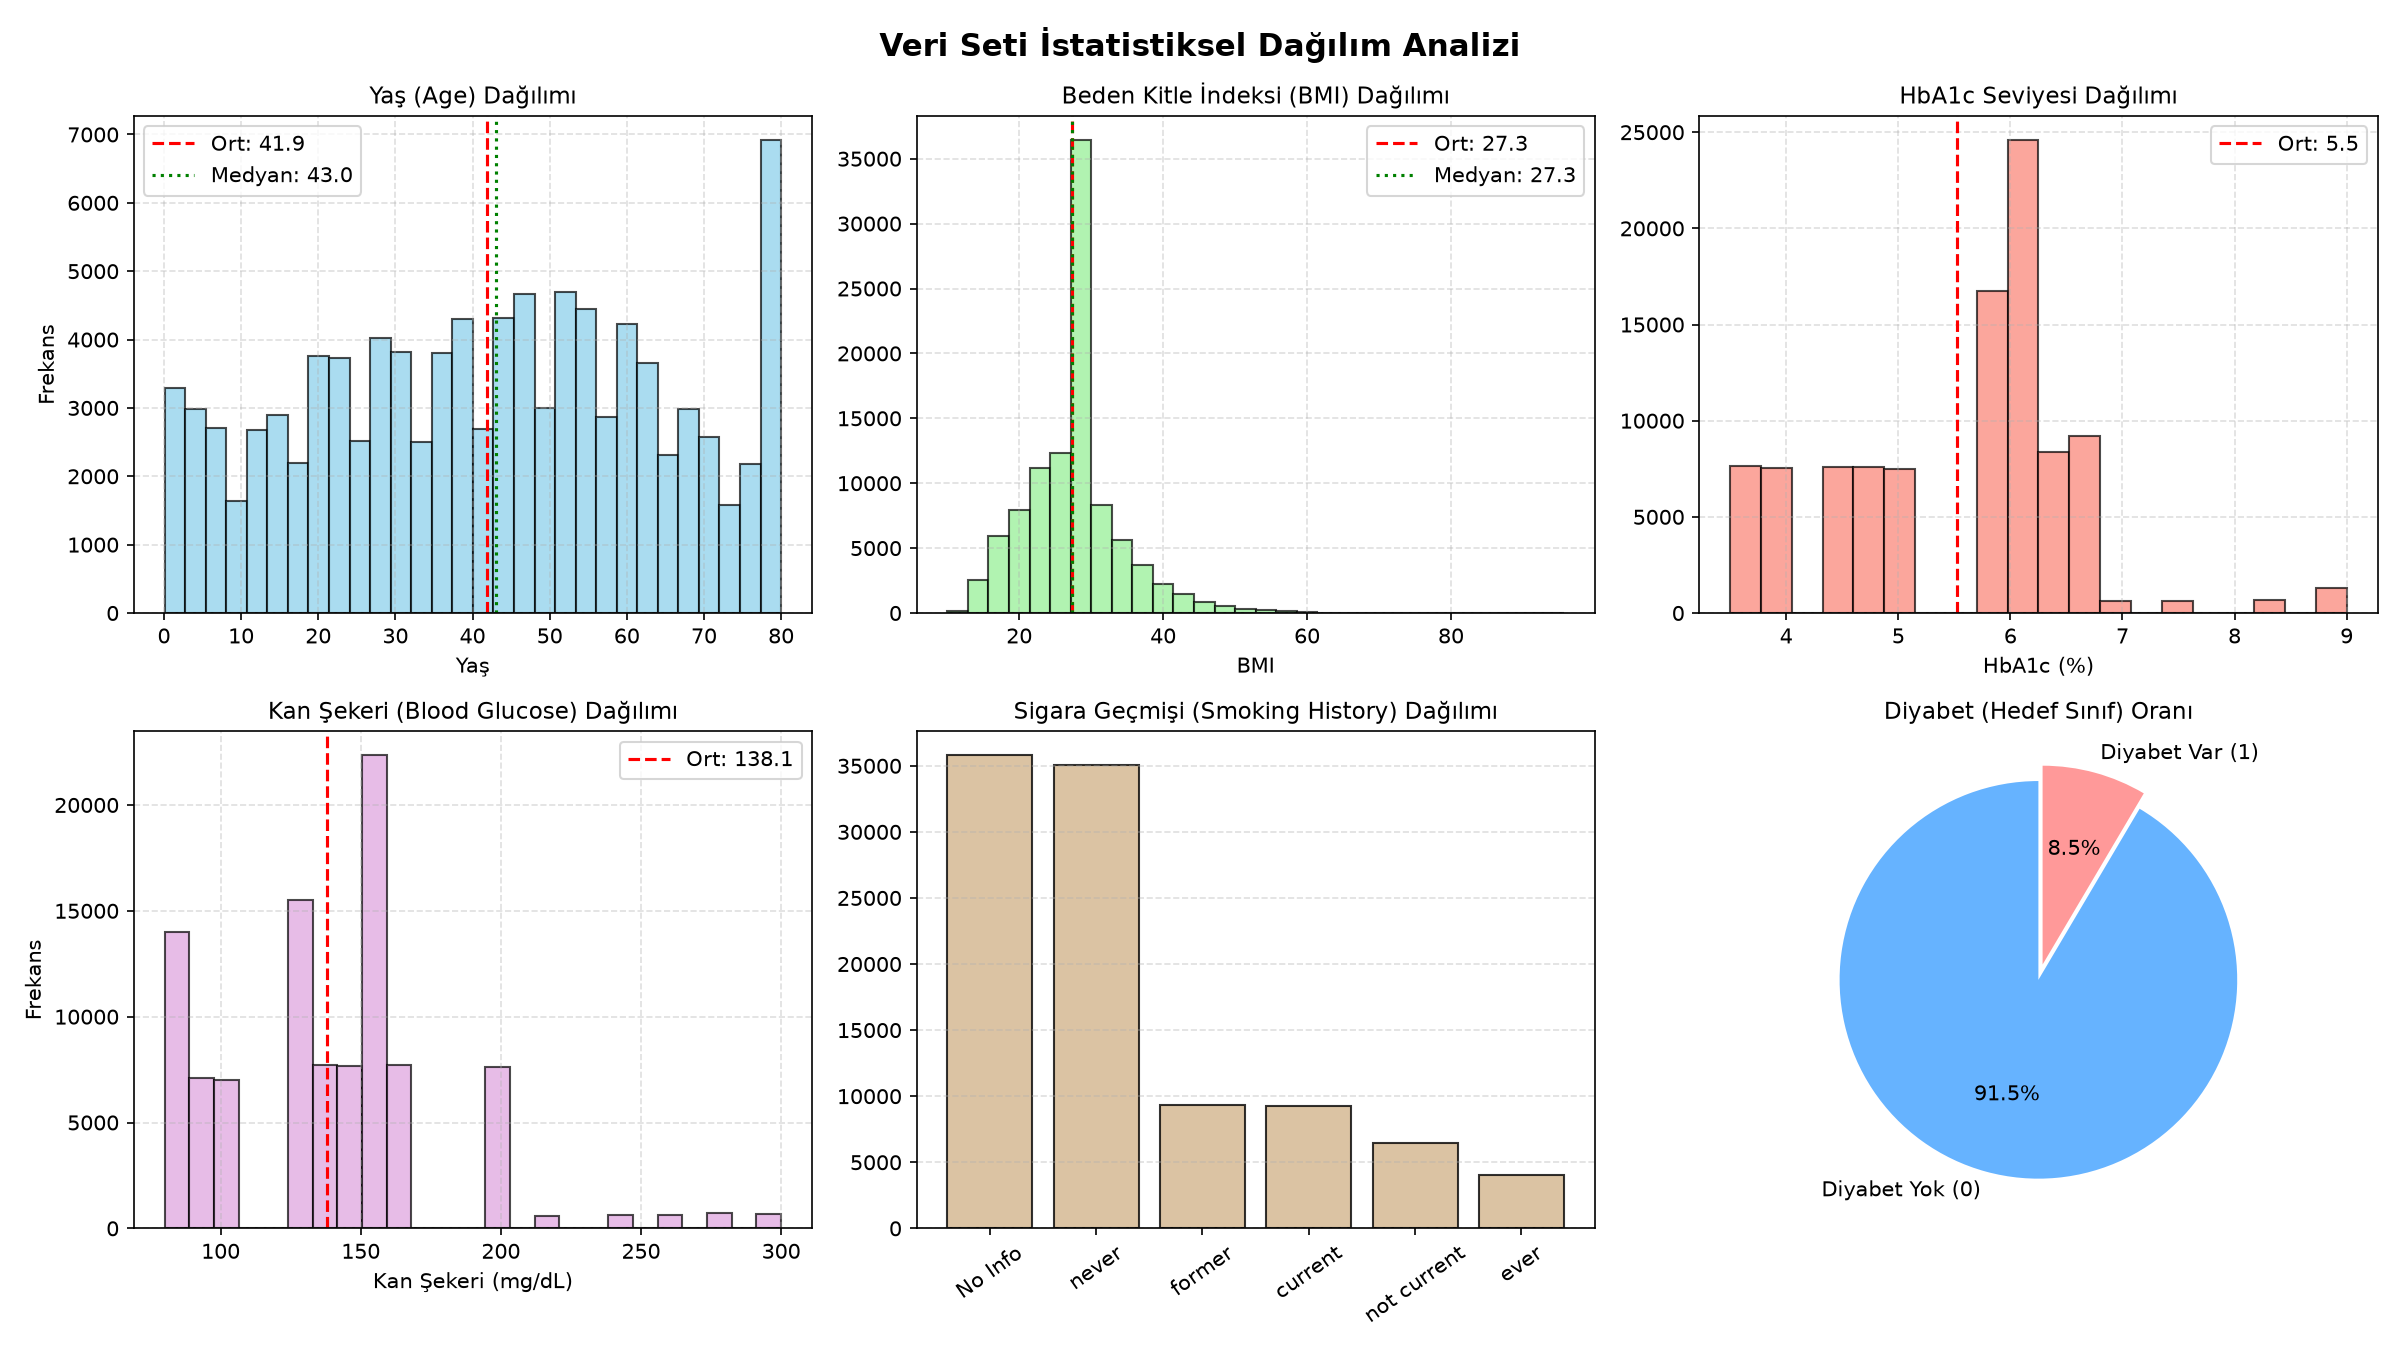 Veri Seti İstatistiksel Dağılım Analizi
Yaş (Age) Dağılımı
Ort: 41.9
Medyan: 43.0
Frekans
7000
6000
5000
4000
3000
2000
1000
0
0 10 20 30 40 50 60 70 80
Yaş
Beden Kitle İndeksi (BMI) Dağılımı
Ort: 27.3
Medyan: 27.3
35000
30000
25000
20000
15000
10000
5000
0
20 40 60 80
BMI
HbA1c Seviyesi Dağılımı
Ort: 5.5
25000
20000
15000
10000
5000
0
4 5 6 7 8 9
HbA1c (%)
Kan Şekeri (Blood Glucose) Dağılımı
Ort: 138.1
Frekans
20000
15000
10000
5000
0
100 150 200 250 300
Kan Şekeri (mg/dL)
Sigara Geçmişi (Smoking History) Dağılımı
35000
30000
25000
20000
15000
10000
5000
0
No Info never former current not current ever
Diyabet (Hedef Sınıf) Oranı
Diyabet Var (1)
8.5%
91.5%
Diyabet Yok (0)